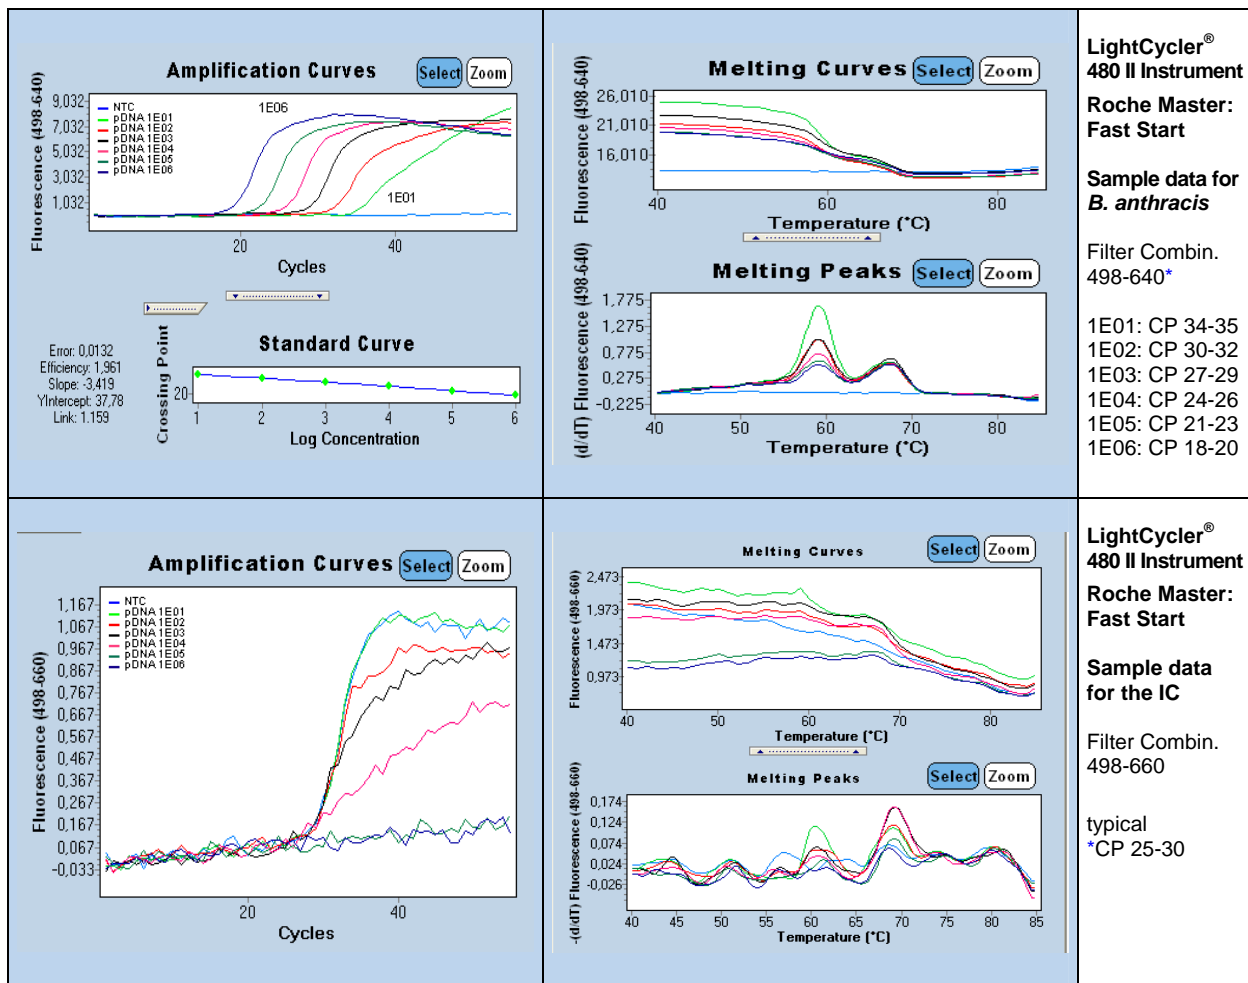 Amplification Curves
Select
Zoom
Fluorescence (498-640)
9,032
7,032
5,032
3,032
1,032
NTC
pDNA 1E01
pDNA 1E02
pDNA 1E03
pDNA 1E04
pDNA 1E05
pDNA 1E06
1E06
1E01
20
40
Cycles
Error: 0,0132
Efficiency: 1,961
Slope: -3,419
YIntercept: 37,78
Link: 1.159
Standard Curve
Crossing Point
20
1
2
3
4
5
6
Log Concentration
Melting Curves
Select
Zoom
Fluorescence (498-640)
26,010
21,010
16,010
40
60
80
Temperature (°C)
Melting Peaks
Select
Zoom
(d/dT) Fluorescence (498-640)
1,775
1,275
0,775
0,275
-0,225
40
50
60
70
80
Temperature (°C)
LightCycler®
480 II Instrument
Roche Master:
Fast Start
Sample data for
B. anthracis
Filter Combin.
498-640*
1E01: CP 34-35
1E02: CP 30-32
1E03: CP 27-29
1E04: CP 24-26
1E05: CP 21-23
1E06: CP 18-20
Amplification Curves
Select
Zoom
Fluorescence (498-660)
1,167
1,067
0,967
0,867
0,767
0,667
0,567
0,467
0,367
0,267
0,167
0,067
-0,033
NTC
pDNA 1E01
pDNA 1E02
pDNA 1E03
pDNA 1E04
pDNA 1E05
pDNA 1E06
20
40
Cycles
Melting Curves
Select
Zoom
Fluorescence (498-660)
2,473
1,973
1,473
0,973
40
50
60
70
80
Temperature (°C)
Melting Peaks
Select
Zoom
-(d/dT) Fluorescence (498-660)
0,174
0,124
0,074
0,024
-0,026
40
45
50
55
60
65
70
75
80
85
Temperature (°C)
LightCycler®
480 II Instrument
Roche Master:
Fast Start
Sample data
for the IC
Filter Combin.
498-660
typical
*CP 25-30